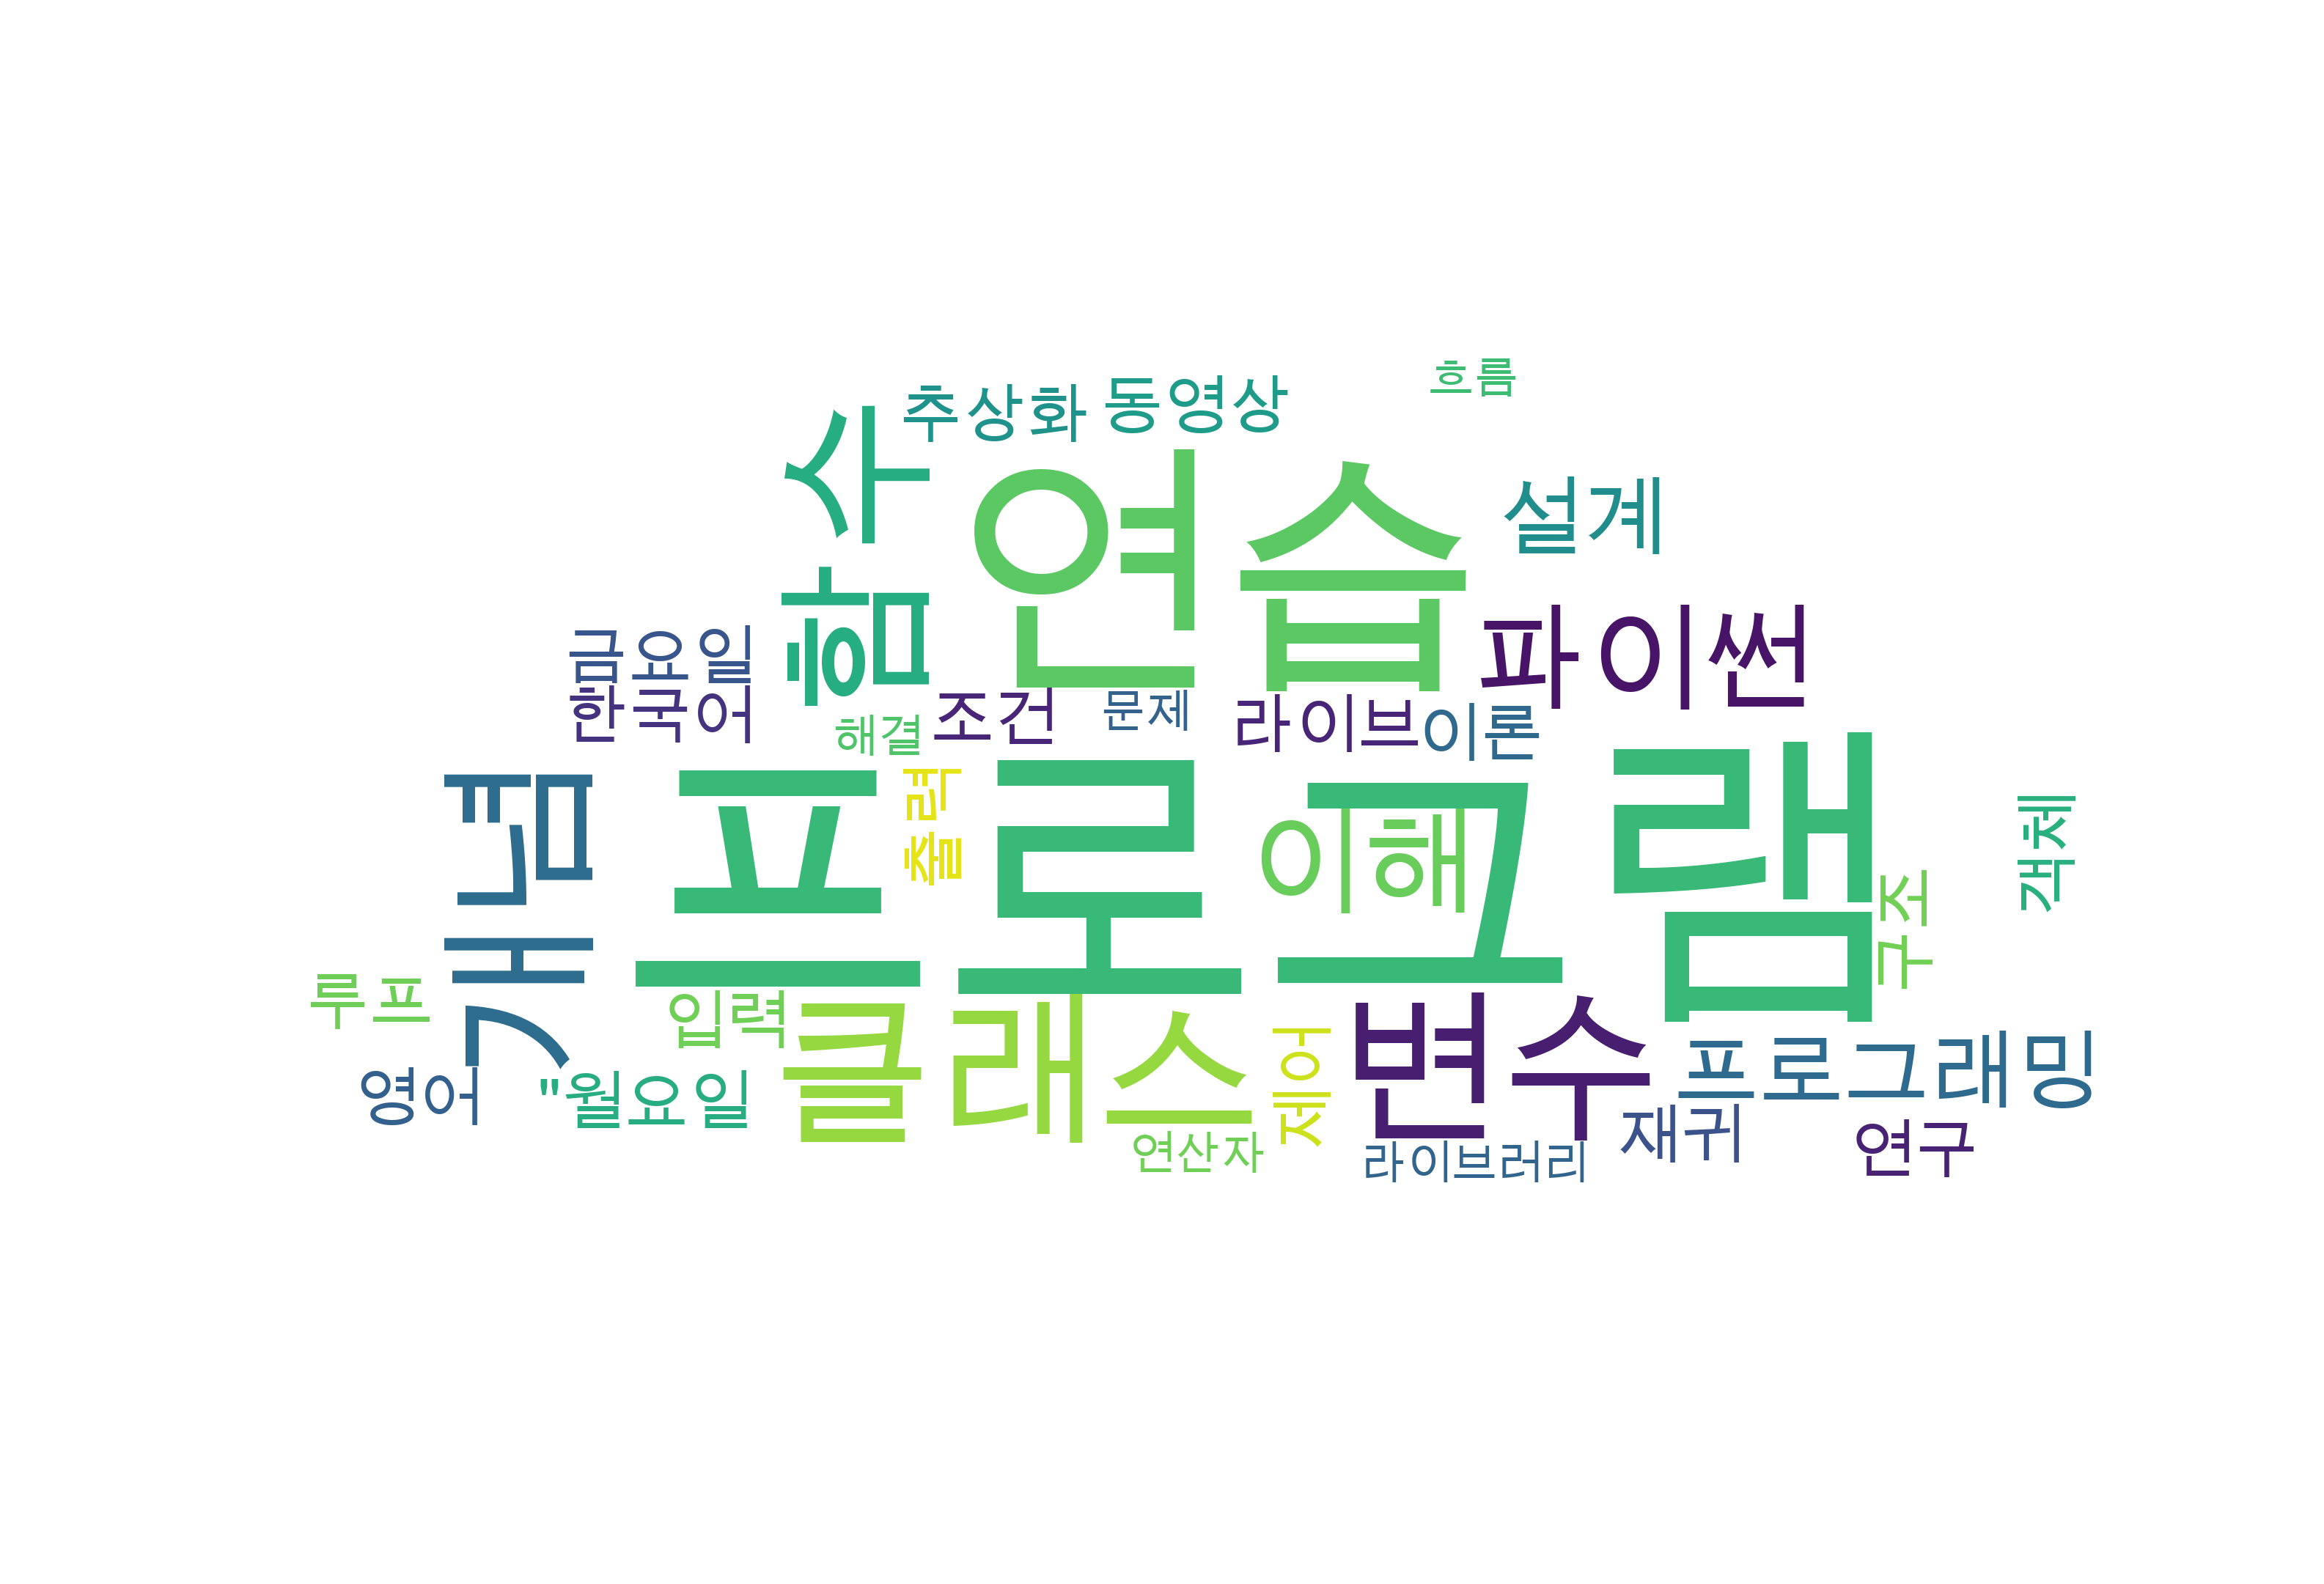 흐름
추상화 동영상
함수
연습
설계
파이썬
금요일
한국어
해결
조건
문제
라이브
이론
개념
프로그램
출력
이해
객체
구조
루프
입력
클래스
제어
변수
프로그래밍
영어
"월요일
연산자
라이브러리
재귀
연구